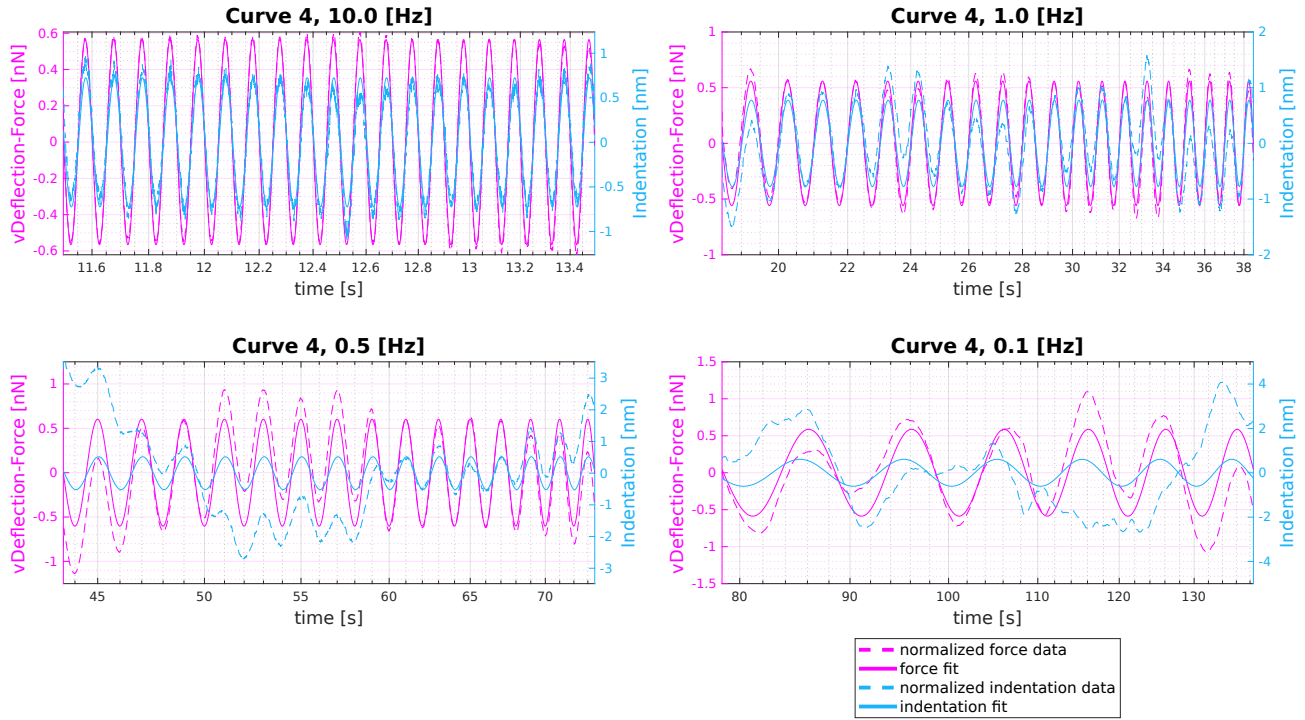 Curve 4, 10.0 [Hz]
vDeflection-Force [nN]
0.6
0.4
0.2
0
-0.2
-0.4
-0.6
1
0.5
0
-0.5
-1
Indentation [nm]
11.6 11.8 12 12.2 12.4 12.6 12.8 13 13.2 13.4
time [s]
Curve 4, 1.0 [Hz]
vDeflection-Force [nN]
1
0.5
0
-0.5
-1
2
1
0
-1
-2
Indentation [nm]
20 22 24 26 28 30 32 34 36 38
time [s]
Curve 4, 0.5 [Hz]
vDeflection-Force [nN]
1
0.5
0
-0.5
-1
3
2
1
0
-1
-2
-3
Indentation [nm]
45 50 55 60 65 70
time [s]
Curve 4, 0.1 [Hz]
vDeflection-Force [nN]
1.5
1
0.5
0
-0.5
-1
-1.5
4
2
0
-2
-4
Indentation [nm]
80 90 100 110 120 130
time [s]
normalized force data
force fit
normalized indentation data
indentation fit